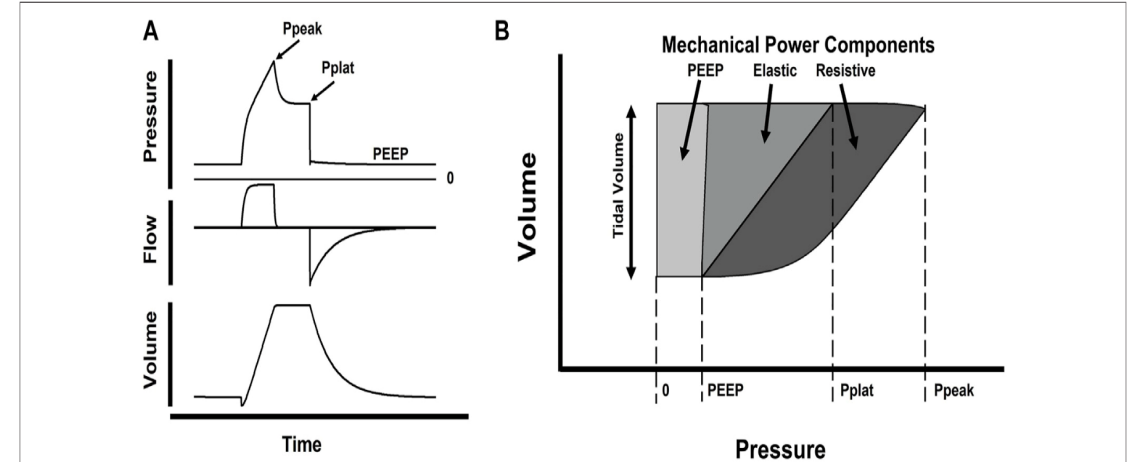 A
Ppeak
Pplat
Pressure
PEEP
0
Flow
Volume
Time
B
Mechanical Power Components
PEEP Elastic Resistive
Tidal Volume
Volume
0 PEEP Pplat Ppeak
Pressure